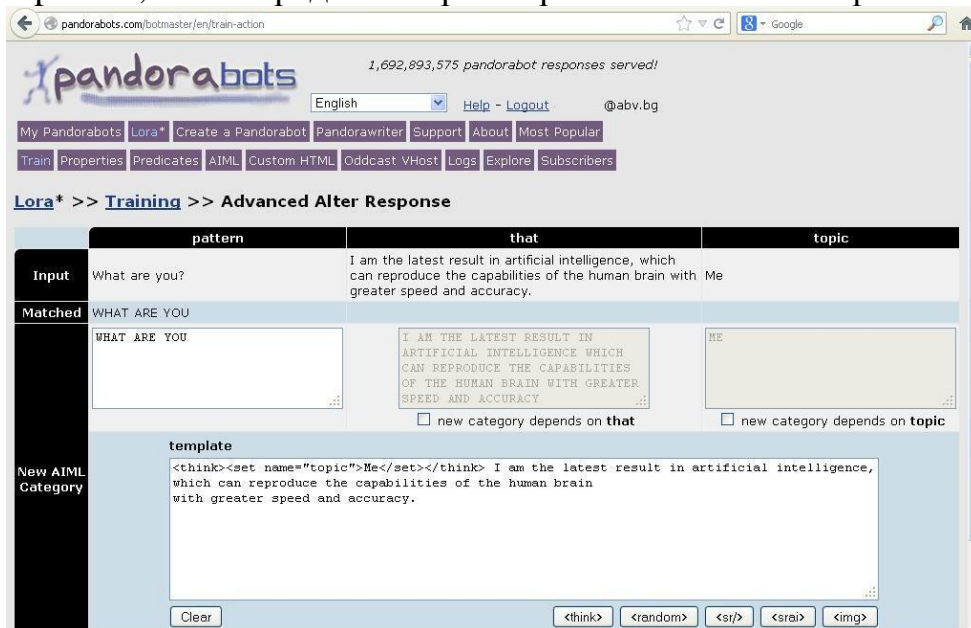 pandorabots.com/botmaster/en/train-action
Google
pandorabots
1,692,893,575 pandorabot responses served!
English
Help - Logout @abv.bg
My Pandorabots Lora* Create a Pandorabot Pandorawriter Support About Most Popular
Train Properties Predicates AIML Custom HTML Oddcast VHost Logs Explore Subscribers
Lora* >> Training >> Advanced Alter Response
pattern that topic
Input What are you? I am the latest result in artificial intelligence, which
can reproduce the capabilities of the human brain with Me
greater speed and accuracy.
Matched WHAT ARE YOU
WHAT ARE YOU I AM THE LATEST RESULT IN ME
ARTIFICIAL INTELLIGENCE WHICH
CAN REPRODUCE THE CAPABILITIES
OF THE HUMAN BRAIN WITH GREATER
SPEED AND ACCURACY
new category depends on that new category depends on topic
template
New AIML Category
<think><set name="topic">Me</set></think> I am the latest result in artificial intelligence,
which can reproduce the capabilities of the human brain
with greater speed and accuracy.
Clear <think> <random> <sr/> <srai> <img>